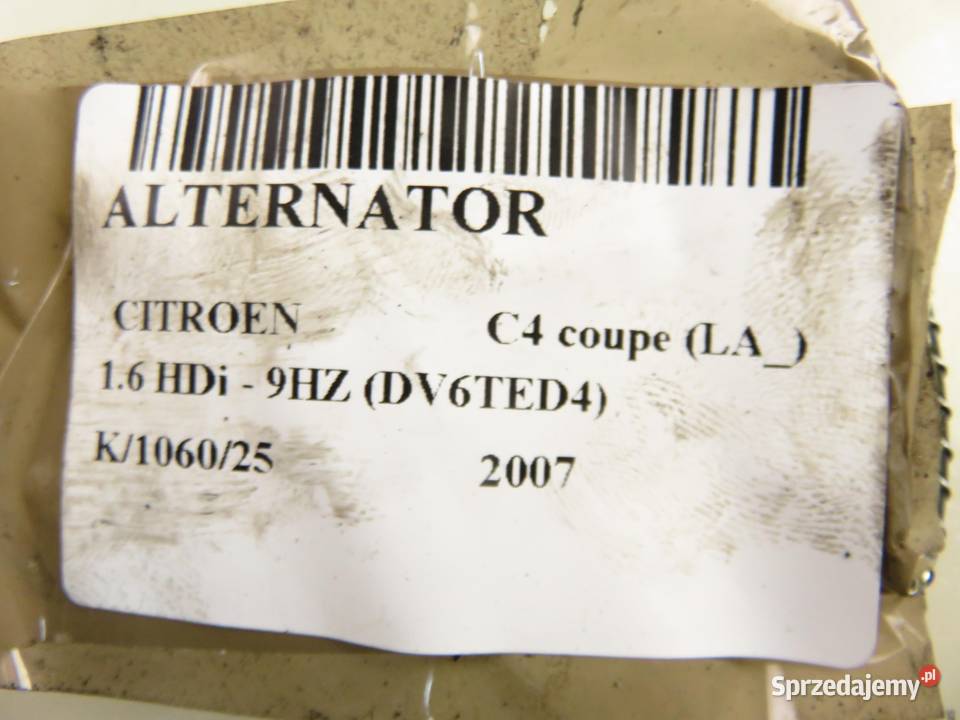 ALTERNATOR
CITROEN C4 coupe (LA_)
1.6 HDi - 9HZ (DV6TED4)
K/1060/25 2007
Sprzedajemy.pl